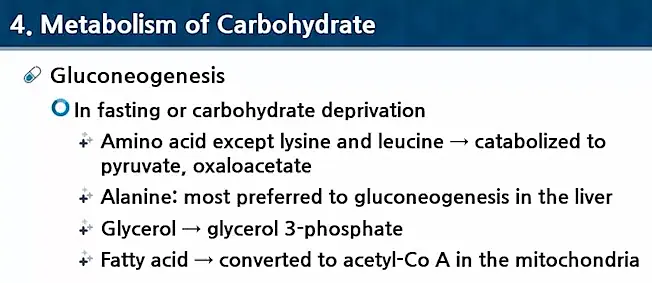 4. Metabolism of Carbohydrate
Gluconeogenesis
In fasting or carbohydrate deprivation
Amino acid except lysine and leucine → catabolized to
pyruvate, oxaloacetate
Alanine: most preferred to gluconeogenesis in the liver
Glycerol → glycerol 3-phosphate
Fatty acid → converted to acetyl-Co A in the mitochondria